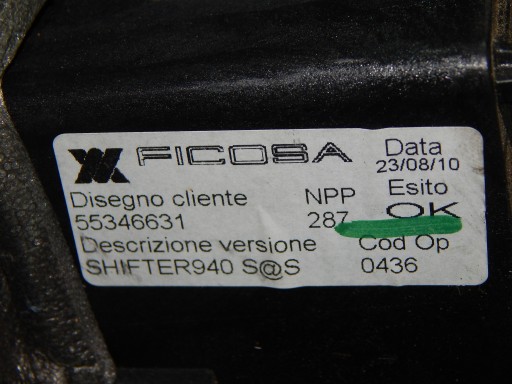 FICOSA Data
23/08/10
Disegno cliente NPP Esito
55346631 287 OK
Descrizione versione Cod Op
SHIFTER940 S@S 0436